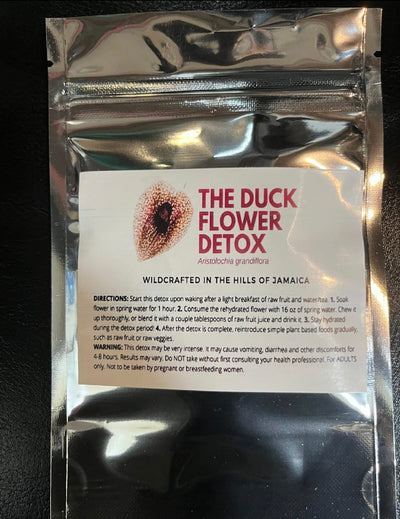 THE DUCK
FLOWER
DETOX
Aristolochia grandiflora
WILDCRAFTED IN THE HILLS OF JAMAICA
DIRECTIONS: Start this detox upon waking after a light breakfast of raw fruit and water/tea. 1. Soak
flower in spring water for 1 hour. 2. Consume the rehydrated flower with 16 oz of spring water. Chew it
up thoroughly, or blend it with a couple tablespoons of raw fruit juice and drink it. 3. Stay hydrated
during the detox period! 4. After the detox is complete, reintroduce simple plant based foods gradually,
such as raw fruit or raw veggies.
WARNING: This detox may be very intense. It may cause vomiting, diarrhea and other discomforts for
4-8 hours. Results may vary. Do NOT take without first consulting your health professional. For ADULTS
only. Not to be taken by pregnant or breastfeeding women.